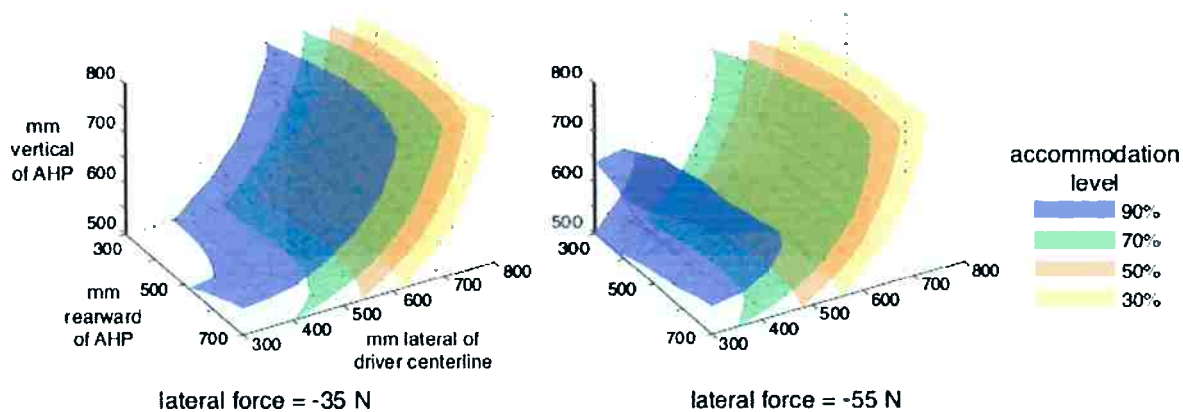 800
700
600
500
mm
vertical
of AHP
300
500
700
mm
rearward
of AHP
300
400
500
600
700
800
mm lateral of
driver centerline
lateral force = -35 N
800
700
600
500
300
500
700
300
400
500
600
700
800
lateral force = -55 N
accommodation
level
90%
70%
50%
30%